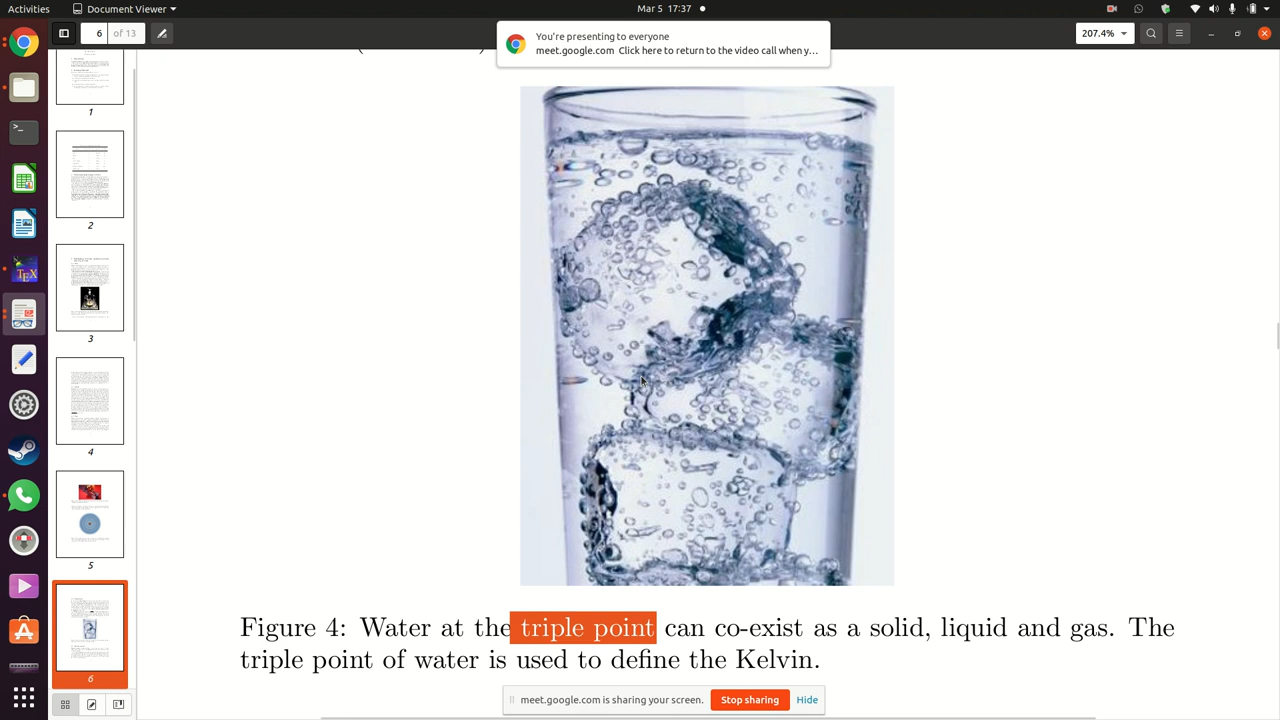 Activities
Document Viewer
Mar 5 17:37
6 of 13
207.4%
You're presenting to everyone
meet.google.com Click here to return to the video call when y...
1
2
3
4
5
6
Figure 4: Water at the triple point can co-exist as a solid, liquid and gas. The
triple point of water is used to define the Kelvin.
meet.google.com is sharing your screen.
Stop sharing
Hide